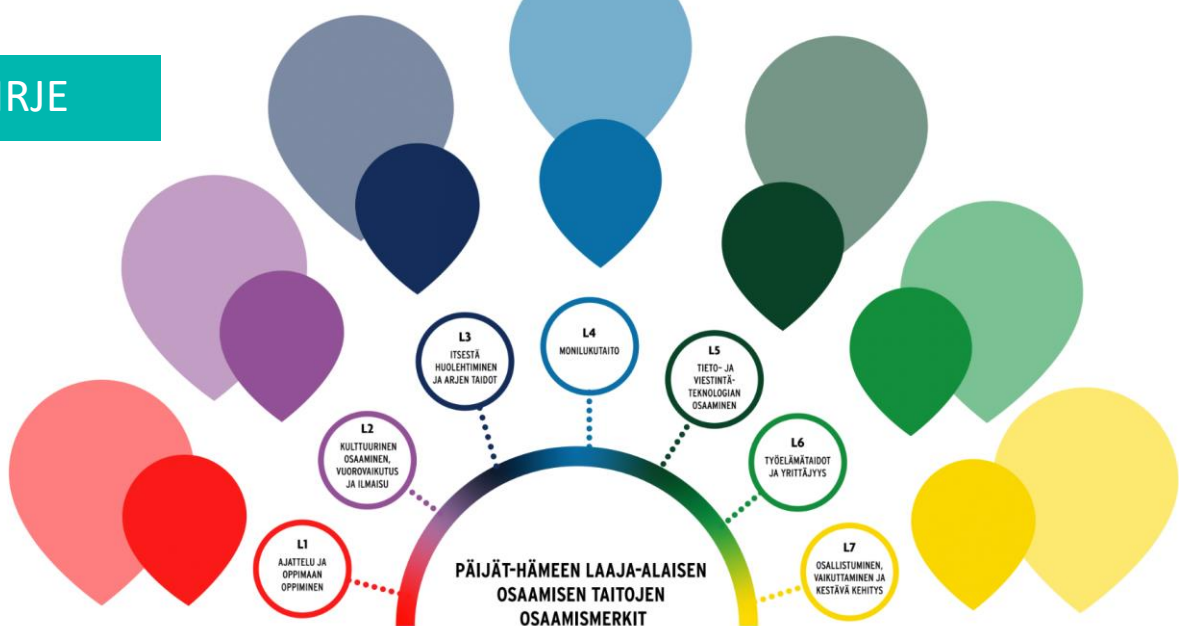 IRJE
L1
AJATTELU JA
OPPIMAAN
OPPIMINEN
L2
KULTTUURINEN
OSAAMINEN,
VUOROVAIKUTUS
JA ILMAISU
L3
ITSESTÄ
HUOLEHTIMINEN
JA ARJEN TAIDOT
L4
MONILUKUTAITO
L5
TIETO- JA
VIESTINTÄ-
TEKNOLOGIAN
OSAAMINEN
L6
TYÖELÄMÄTAIDOT
JA YRITTÄJYYS
L7
OSALLISTUMINEN,
VAIKUTTAMINEN JA
KESTÄVÄ KEHITYS
PÄIJÄT-HÄMEEN LAAJA-ALAISEN
OSAAMISEN TAITOJEN
OSAAMISMERKIT